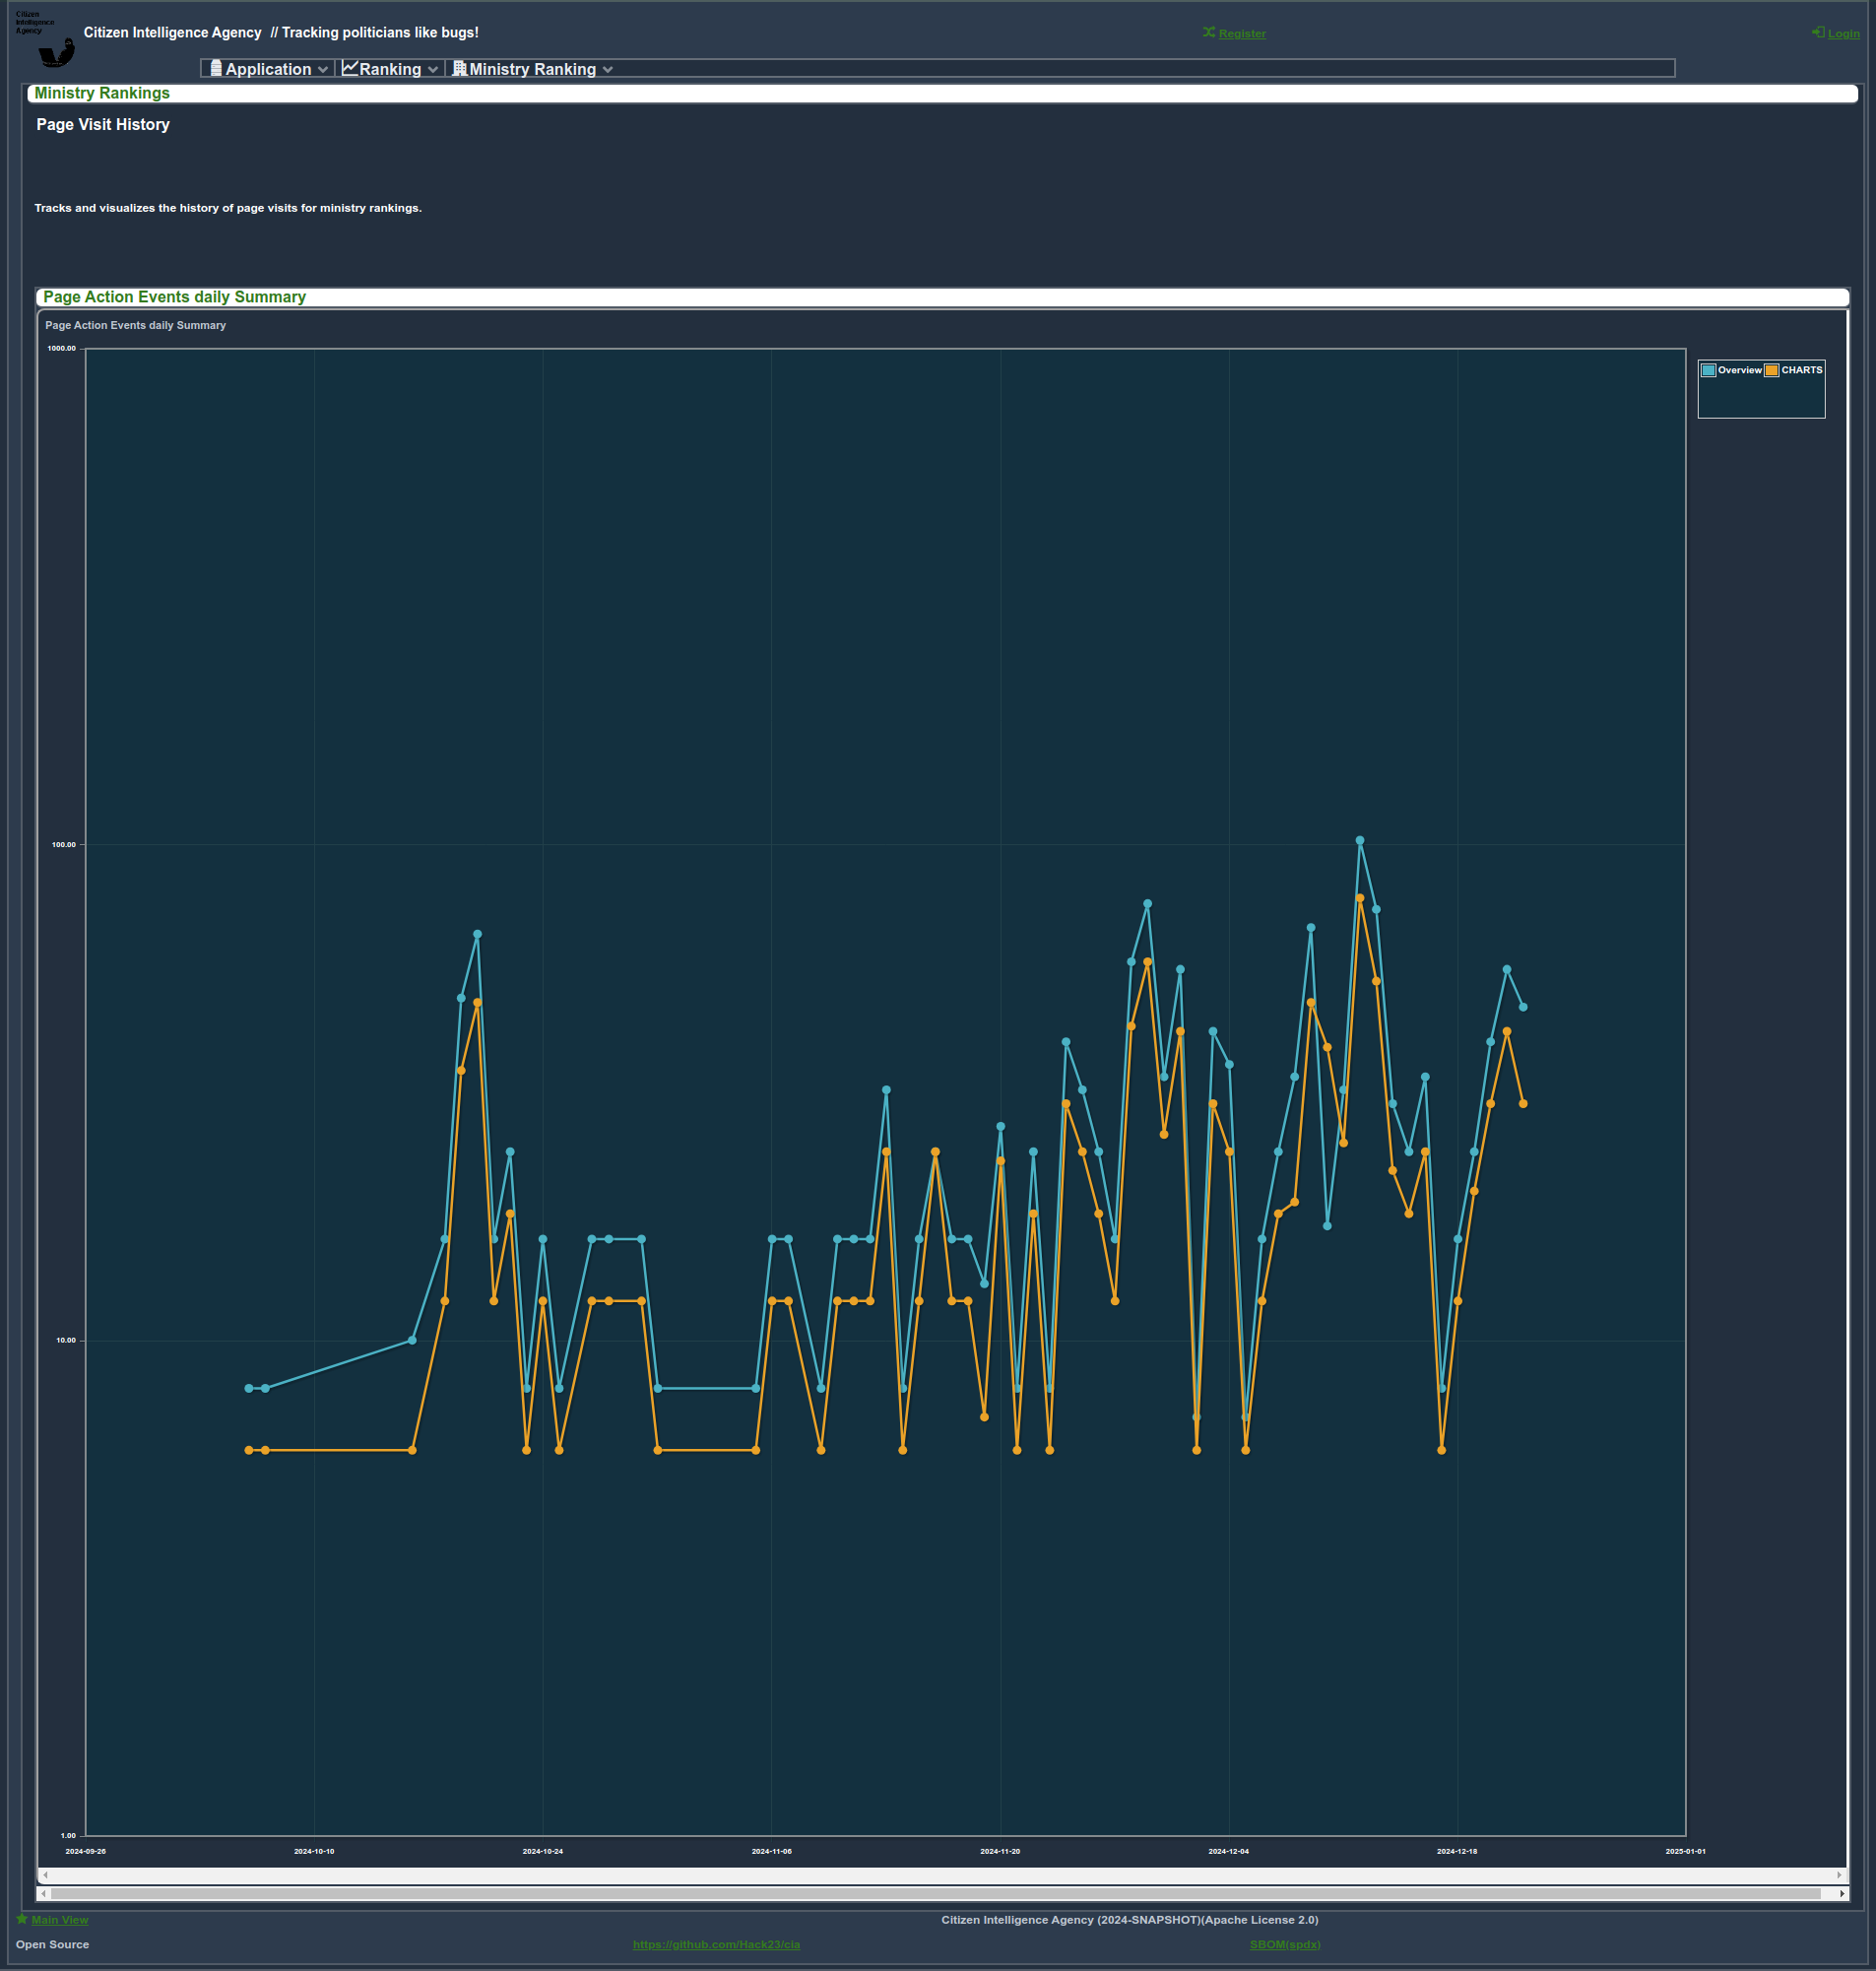 Citizen
Intelligence
Agency
Citizen Intelligence Agency // Tracking politicians like bugs!
Register
Login
Application
Ranking
Ministry Ranking
Ministry Rankings
Page Visit History
Tracks and visualizes the history of page visits for ministry rankings.
Page Action Events daily Summary
Page Action Events daily Summary
1000.00
Overview CHARTS
100.00
10.00
1.00
2024-09-26 2024-10-10 2024-10-24 2024-11-06 2024-11-20 2024-12-04 2024-12-18 2025-01-01
Main View
Citizen Intelligence Agency (2024-SNAPSHOT)(Apache License 2.0)
Open Source
https://github.com/Hack23/cia
SBOM(spdx)